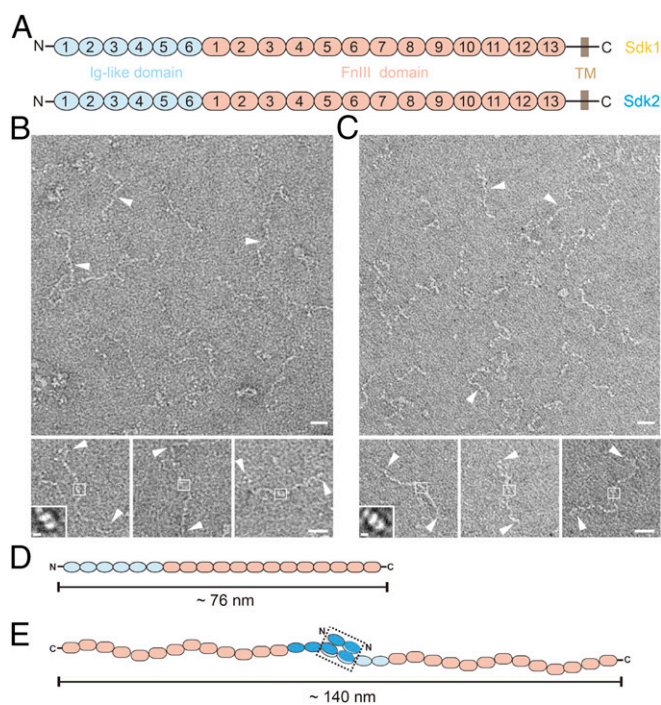 A
N 1 2 3 4 5 6 1 2 3 4 5 6 7 8 9 10 11 12 13 C Sdk1
Ig-like domain FnIII domain TM
N 1 2 3 4 5 6 1 2 3 4 5 6 7 8 9 10 11 12 13 C Sdk2
B C
D
N C
~ 76 nm
E
N
C N
C
~ 140 nm